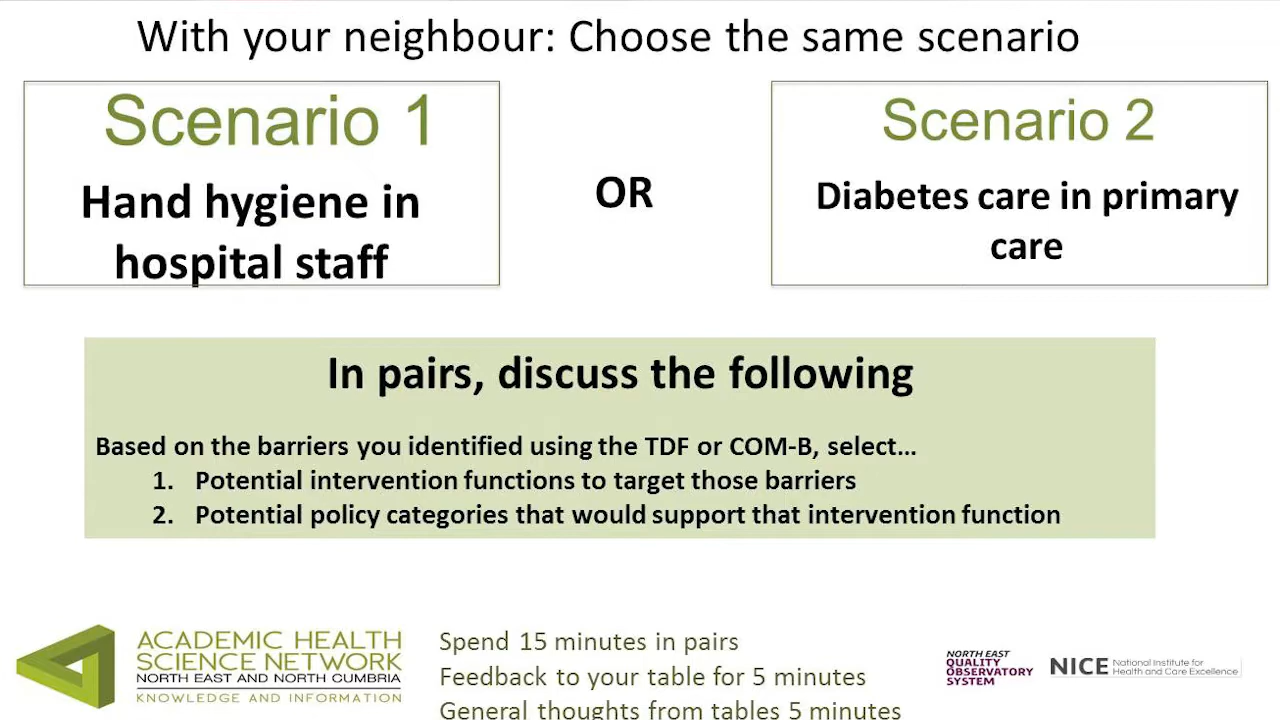 With your neighbour: Choose the same scenario
Scenario 1
Hand hygiene in
hospital staff
OR
Scenario 2
Diabetes care in primary
care
In pairs, discuss the following
Based on the barriers you identified using the TDF or COM-B, select...
1. Potential intervention functions to target those barriers
2. Potential policy categories that would support that intervention function
ACADEMIC HEALTH
SCIENCE NETWORK
NORTH EAST AND NORTH CUMBRIA
KNOWLEDGE AND INFORMATION
Spend 15 minutes in pairs
Feedback to your table for 5 minutes
General thoughts from tables 5 minutes
NORTH EAST
QUALITY
OBSERVATORY
SYSTEM
NICE National Institute for
Health and Care Excellence